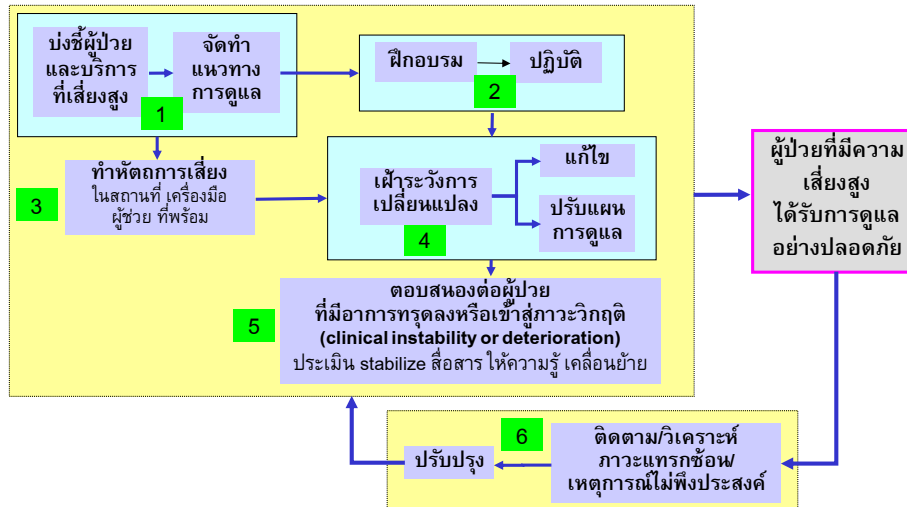 บ่งชี้ผู้ป่วย
และบริการ
ที่เสี่ยงสูง
จัดทำ
แนวทาง
การดูแล
1
ฝึกอบรม
ปฏิบัติ
2
ทำหัตถการเสี่ยง
ในสถานที่ เครื่องมือ
ผู้ช่วย ที่พร้อม
3
เฝ้าระวังการ
เปลี่ยนแปลง
4
แก้ไข
ปรับแผน
การดูแล
ผู้ป่วยที่มีความ
เสี่ยงสูง
ได้รับการดูแล
อย่างปลอดภัย
5
ตอบสนองต่อผู้ป่วย
ที่มีอาการทรุดลงหรือเข้าสู่ภาวะวิกฤติ
(clinical instability or deterioration)
ประเมิน stabilize สื่อสาร ให้ความรู้ เคลื่อนย้าย
6
ปรับปรุง
ติดตาม/วิเคราะห์
ภาวะแทรกซ้อน/
เหตุการณ์ไม่พึงประสงค์